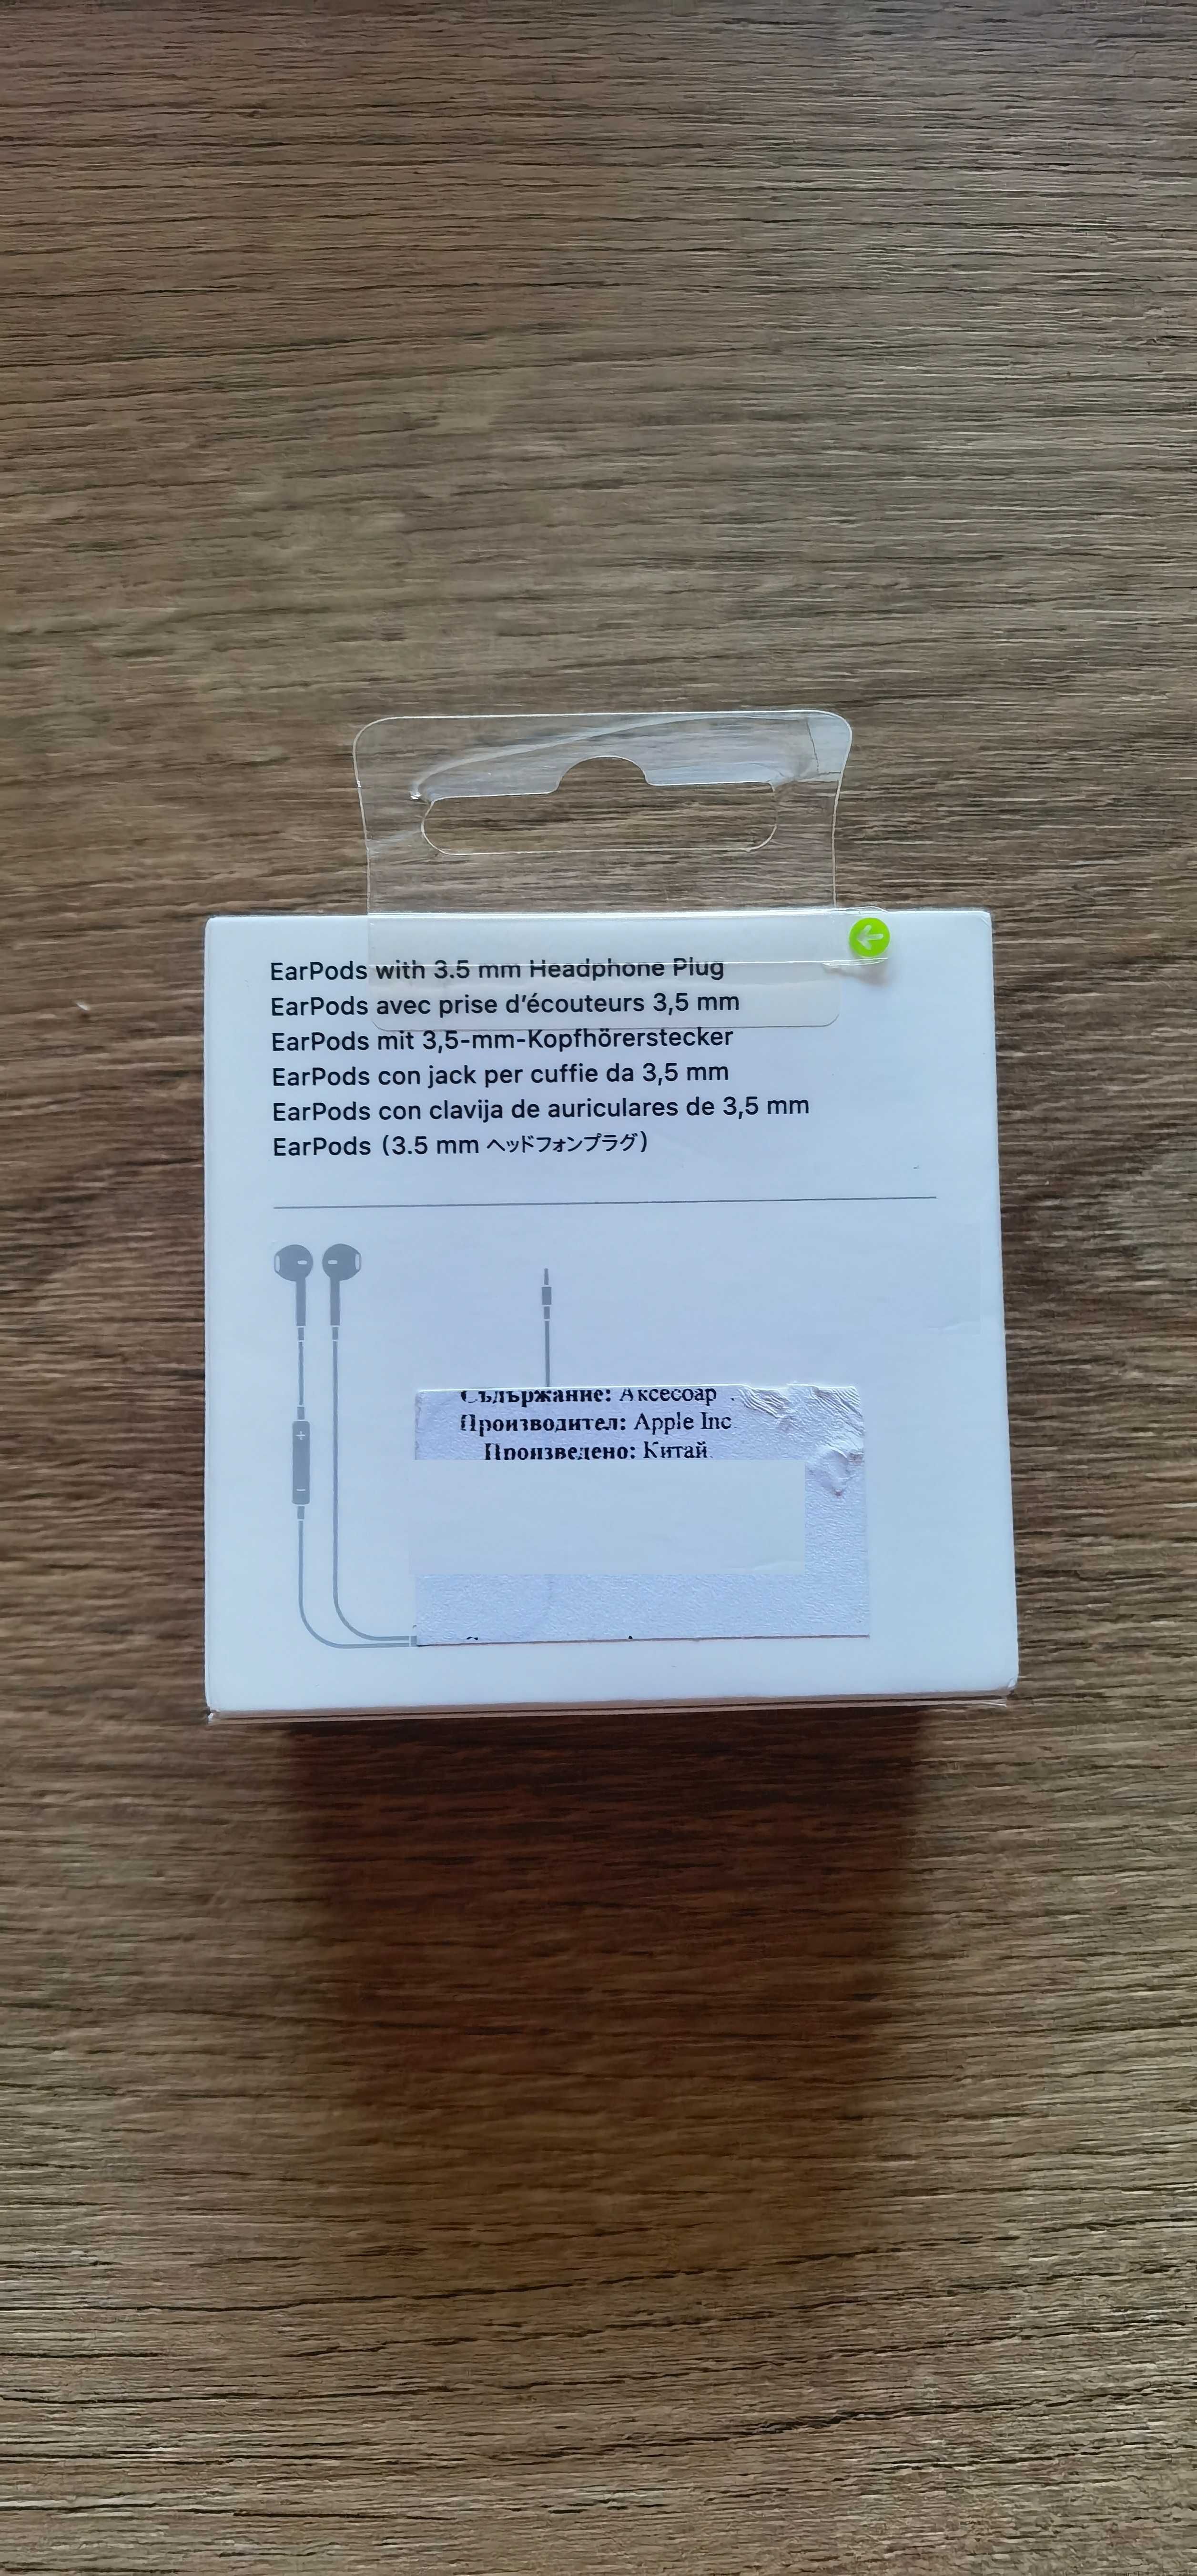 EarPods with 3.5 mm Headphone Plug
EarPods avec prise d'écouteurs 3,5 mm
EarPods mit 3,5-mm-Kopfhörerstecker
EarPods con jack per cuffie da 3,5 mm
EarPods con clavija de auriculares de 3,5 mm
EarPods (3.5 mm ヘッドフォンプラグ)
Съдържание: Аксесоар
Производител: Apple Inc
Произведено: Китай